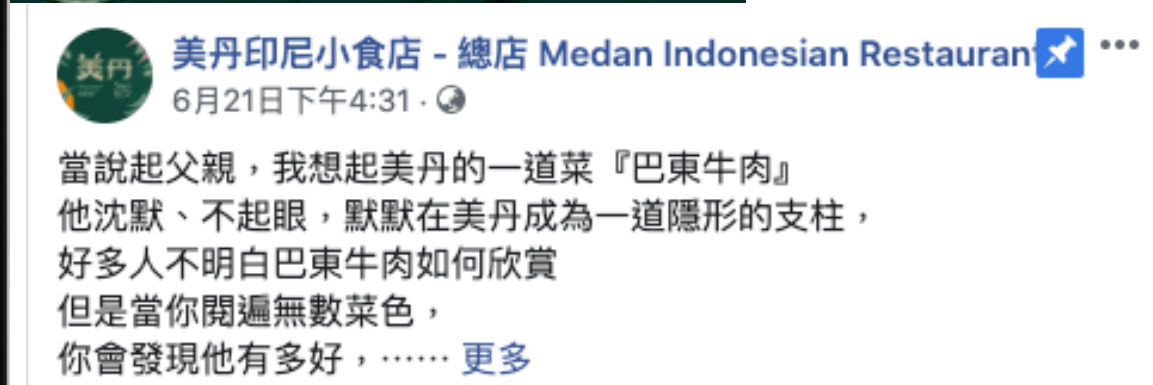 美丹
美丹印尼小食店 - 總店 Medan Indonesian Restaurant
6月21日下午4:31 ·
當說起父親，我想起美丹的一道菜『巴東牛肉』
他沈默、不起眼，默默在美丹成為一道隱形的支柱，
好多人不明白巴東牛肉如何欣賞
但是當你閱遍無數菜色，
你會發現他有多好，⋯⋯ 更多